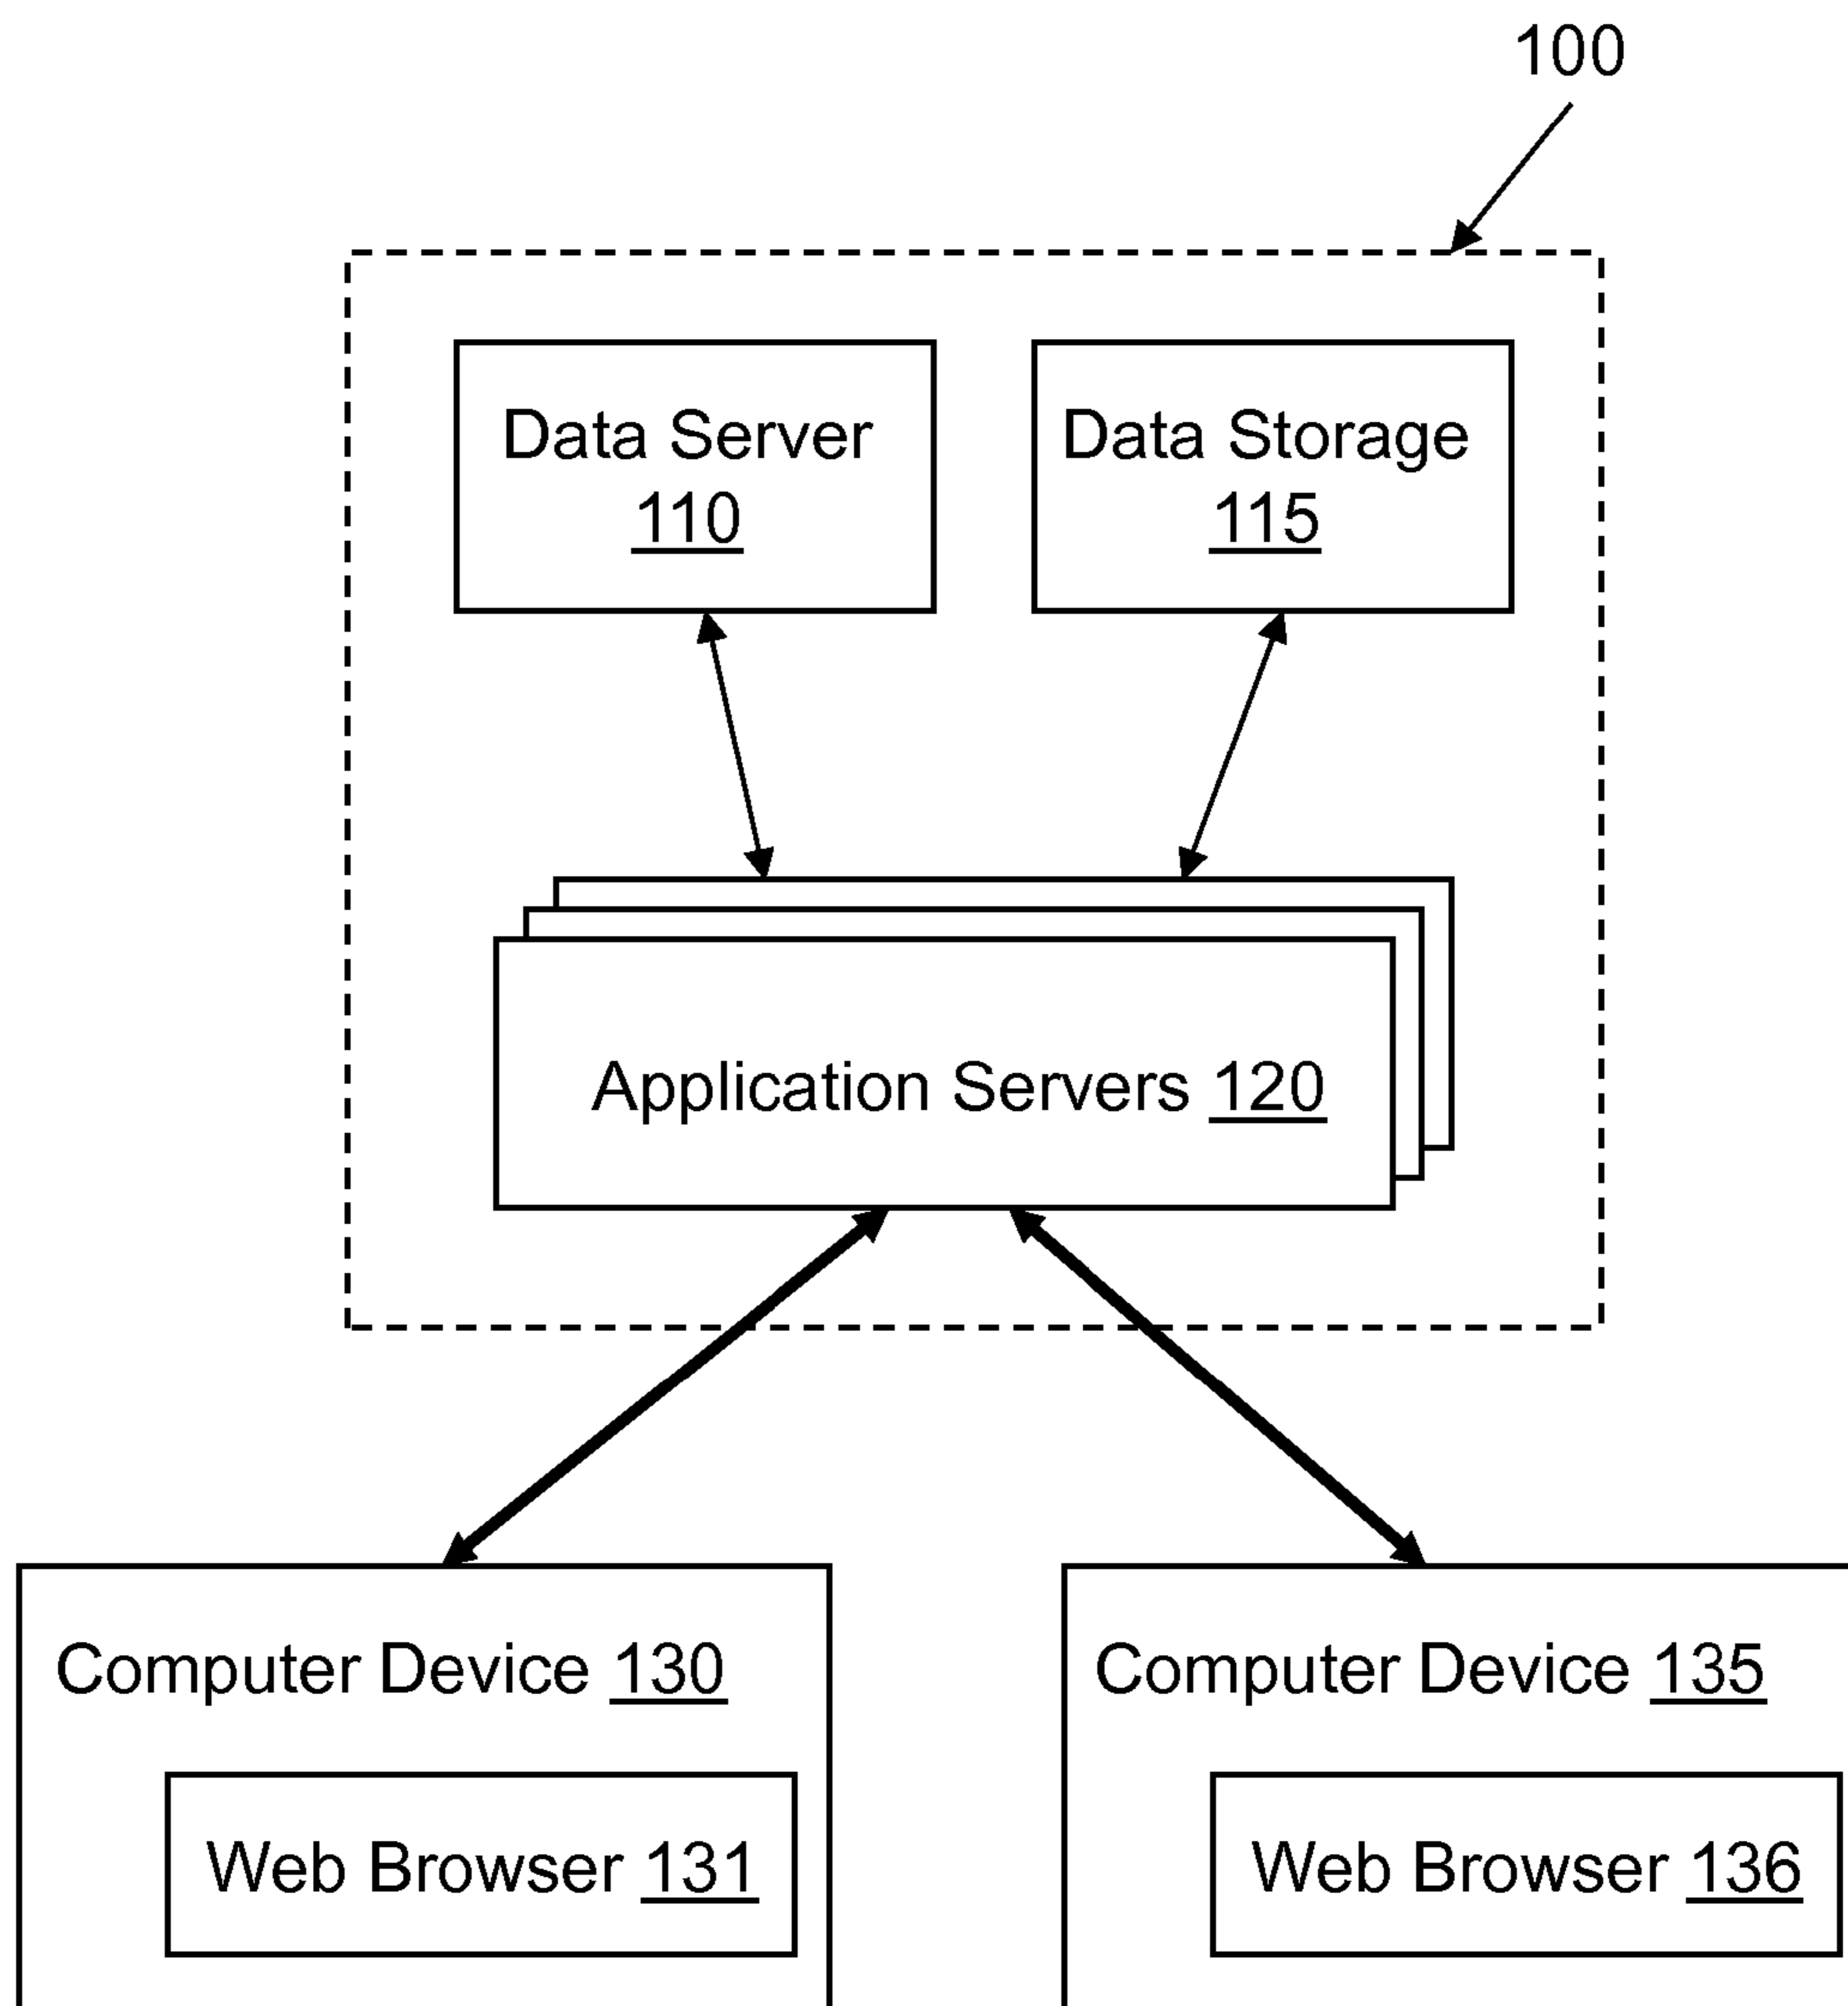 100
Data Server
110
Data Storage
115
Application Servers 120
Computer Device 130
Web Browser 131
Computer Device 135
Web Browser 136